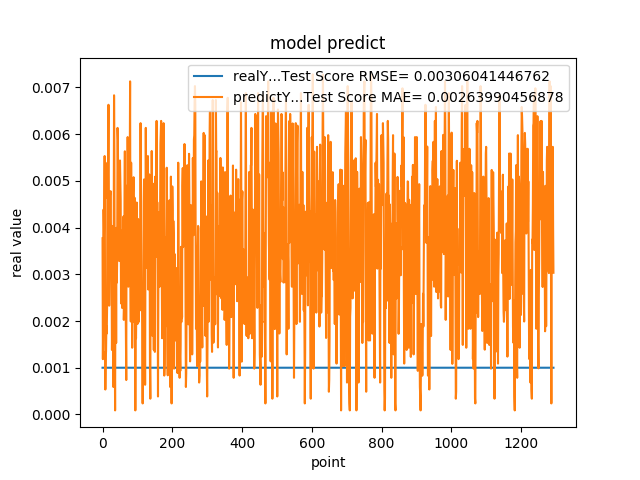 model predict
realY...Test Score RMSE= 0.00306041446762
predictY...Test Score MAE= 0.00263990456878
0.007
0.006
0.005
0.004
0.003
0.002
0.001
0.000
real value
0 200 400 600 800 1000 1200
point